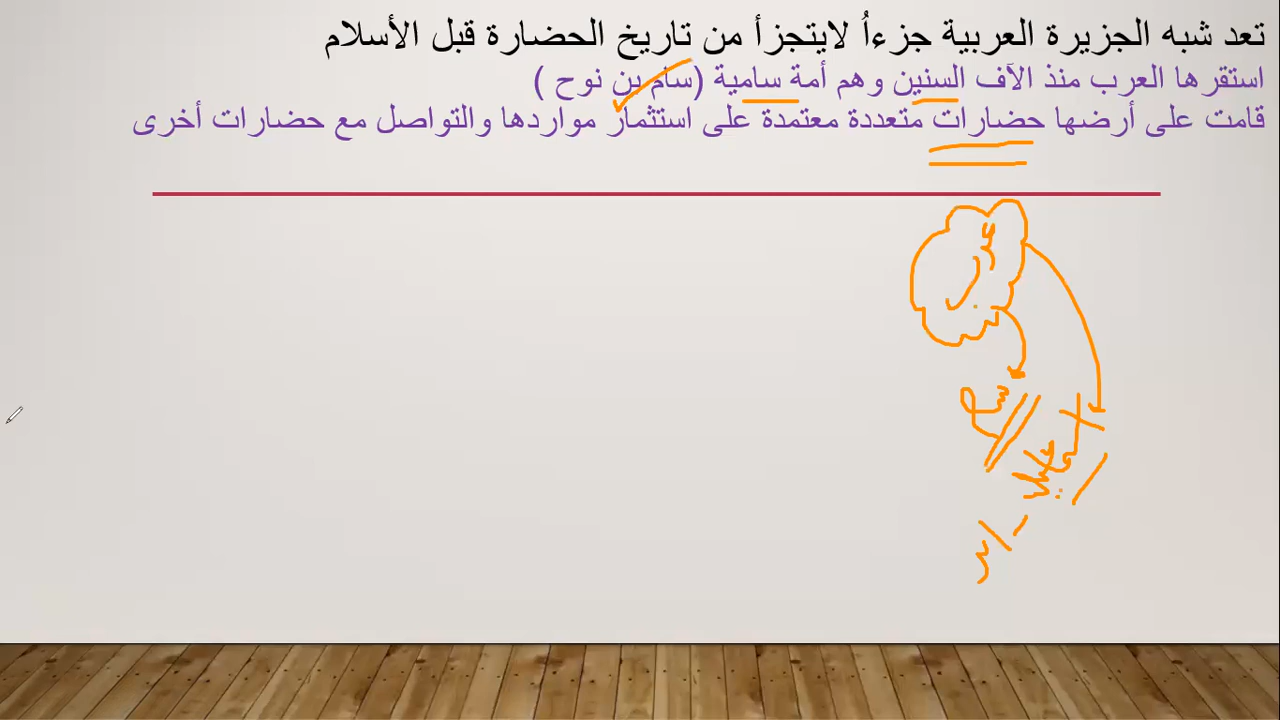 تعد شبه الجزيرة العربية جزءاُ لايتجزأ من تاريخ الحضارة قبل الأسلام
استقرها العرب منذ الآف السنين وهم أمة سامية (سام بن نوح )
قامت على أرضها حضارات متعددة معتمدة على استثمار مواردها والتواصل مع حضارات أخرى